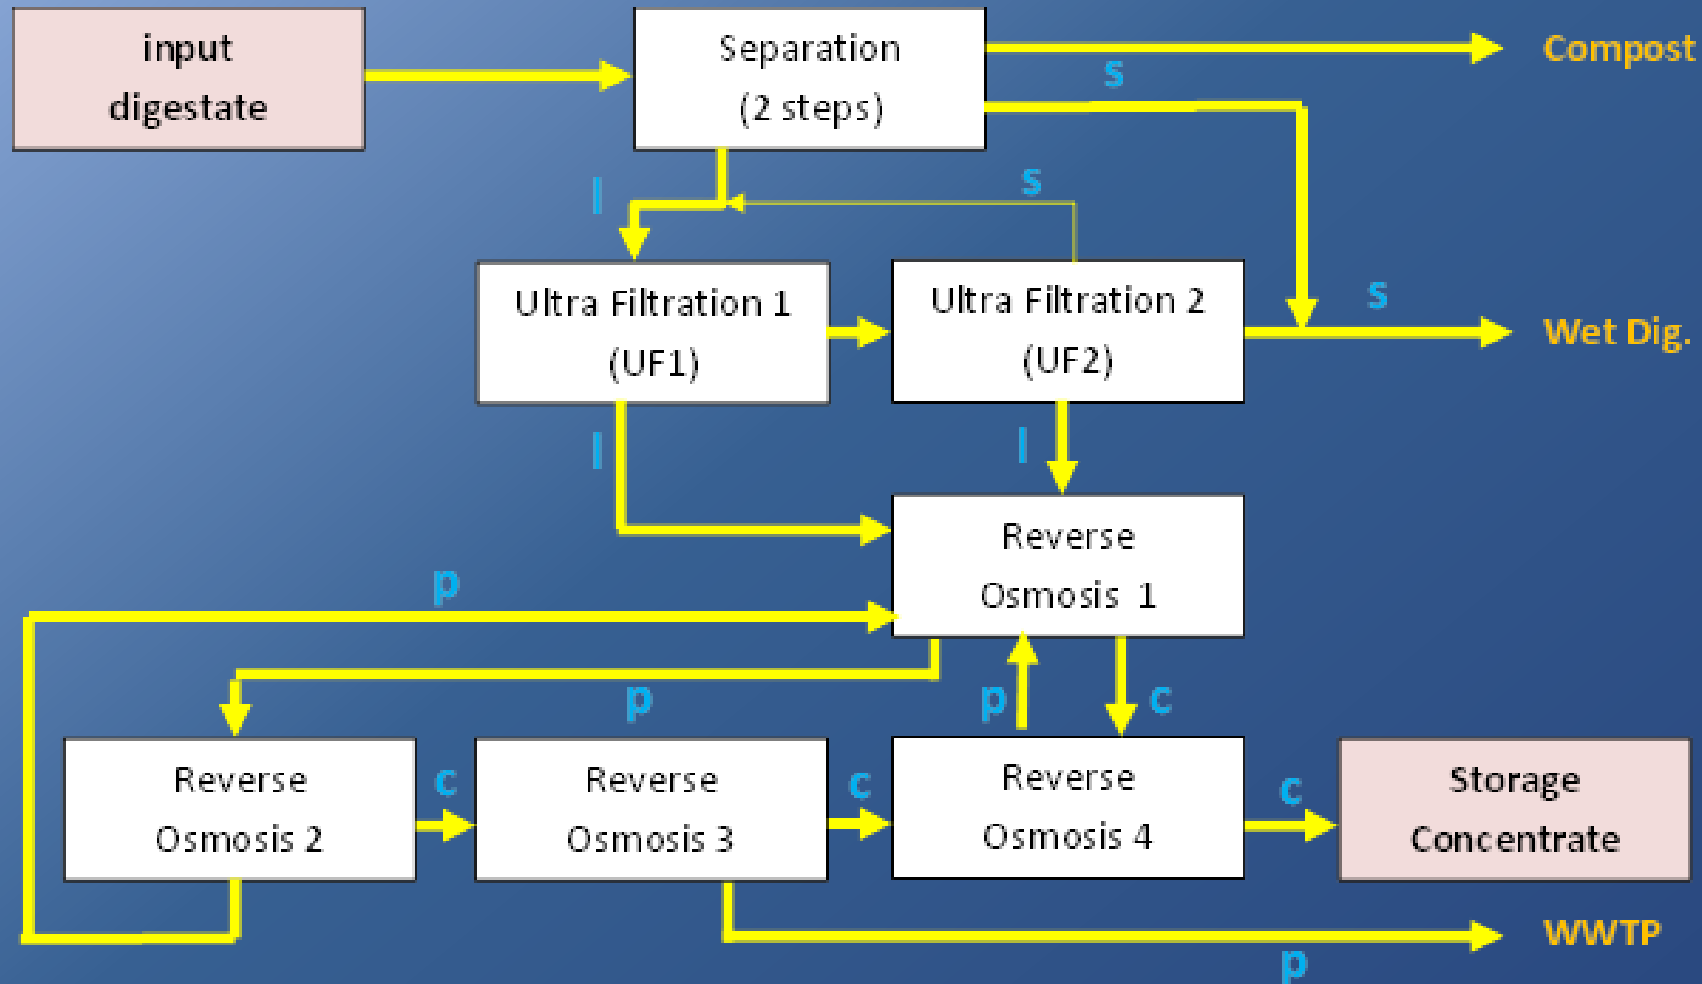 input
digestate
Separation
(2 steps)
Compost
s
l
s
Ultra Filtration 1
(UF1)
Ultra Filtration 2
(UF2)
s
Wet Dig.
l
l
Reverse
Osmosis 1
p
p
p
c
Reverse
Osmosis 2
c
Reverse
Osmosis 3
c
Reverse
Osmosis 4
c
Storage
Concentrate
WWTP
p